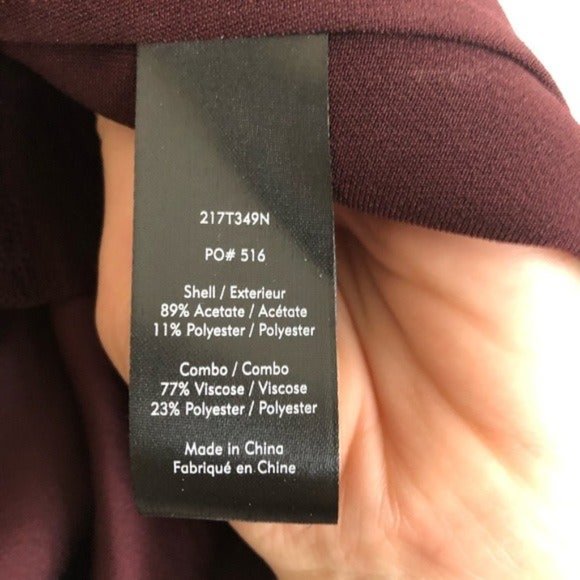 217T349N
PO# 516
Shell / Exterieur
89% Acetate / Acétate
11% Polyester / Polyester
Combo / Combo
77% Viscose / Viscose
23% Polyester / Polyester
Made in China
Fabriqué en Chine